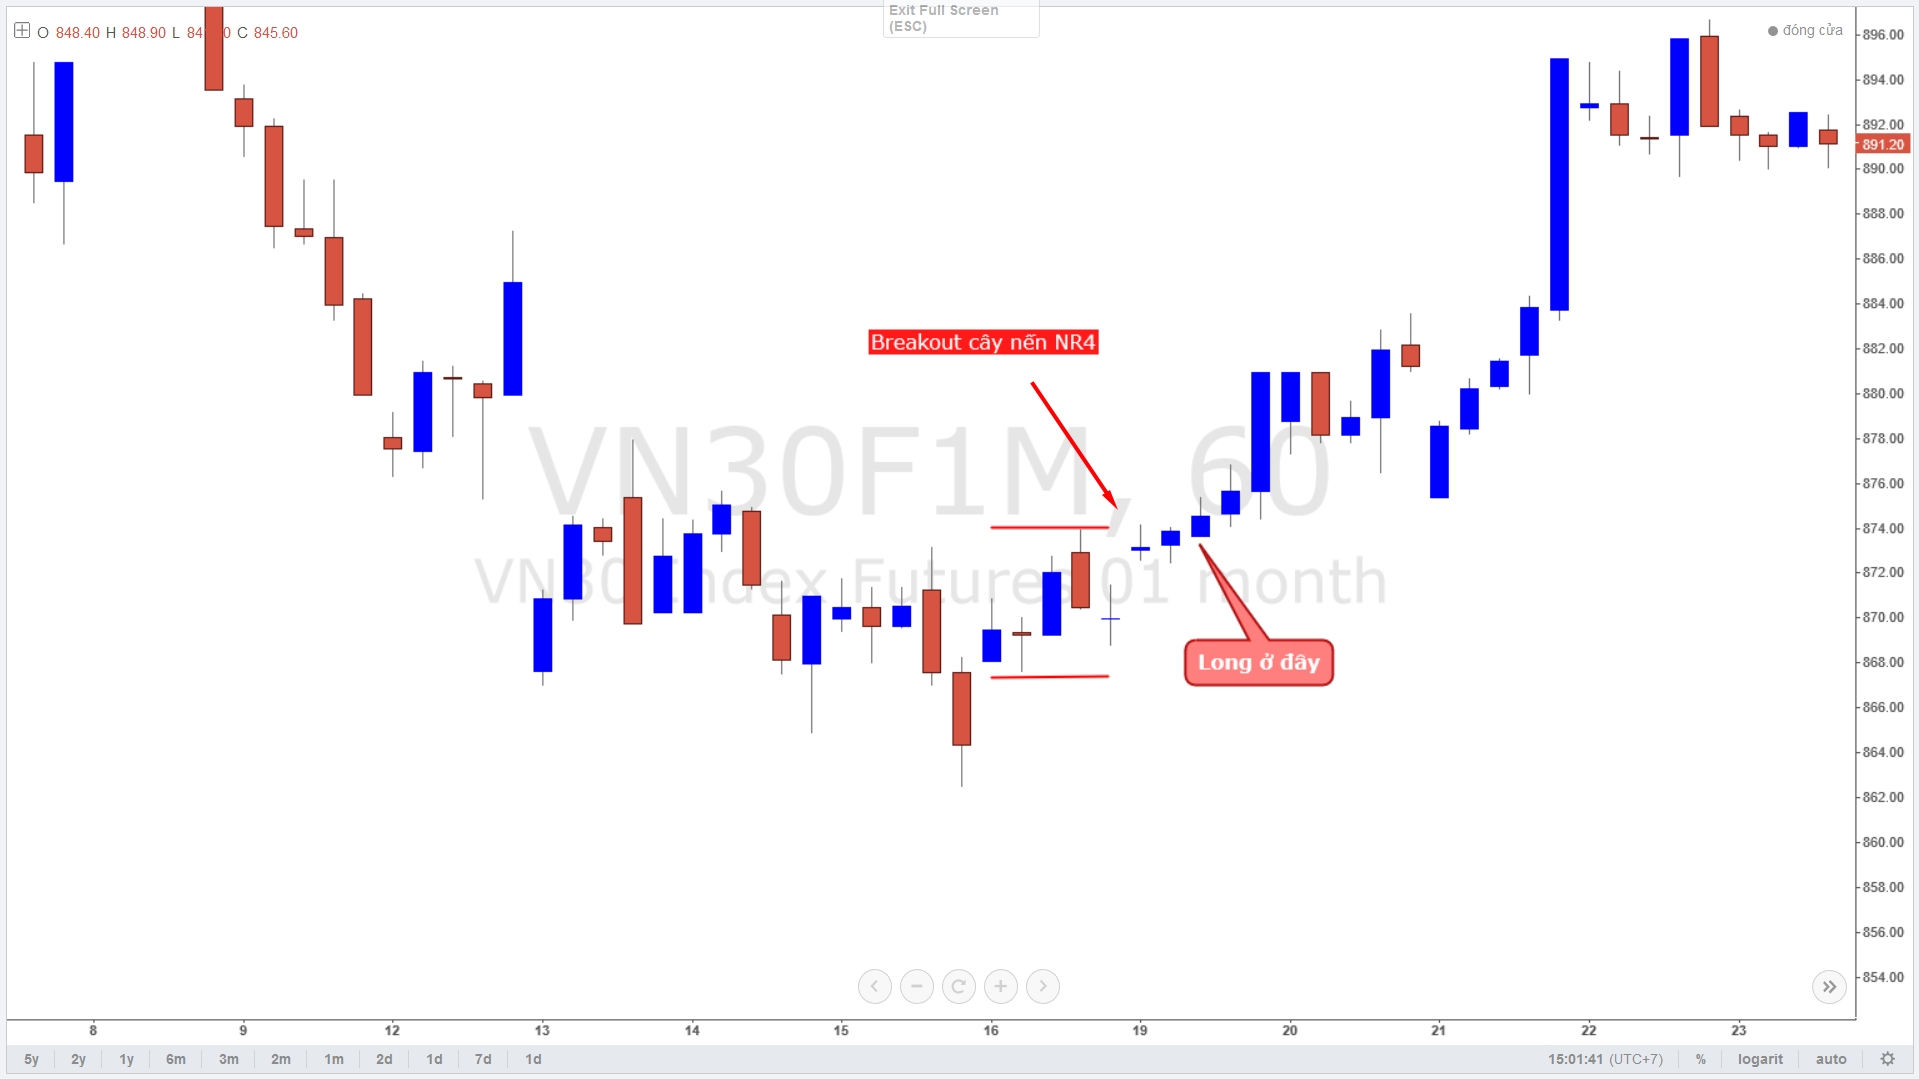 Exit Full Screen
(ESC)
O 848.40 H 848.90 L 84 0 C 845.60
đóng cửa
896.00
894.00
892.00
891.20
890.00
888.00
886.00
884.00
882.00
880.00
878.00
876.00
874.00
872.00
870.00
868.00
866.00
864.00
862.00
860.00
858.00
856.00
854.00
Breakout cây nến NR4
VN30F1M, 60
VN30 Index Futures 01 month
Long ở đây
8 9 12 13 14 15 16 19 20 21 22 23
5y 2y 1y 6m 3m 2m 1m 2d 1d 7d 1d 15:01:41 (UTC+7) % logarit auto